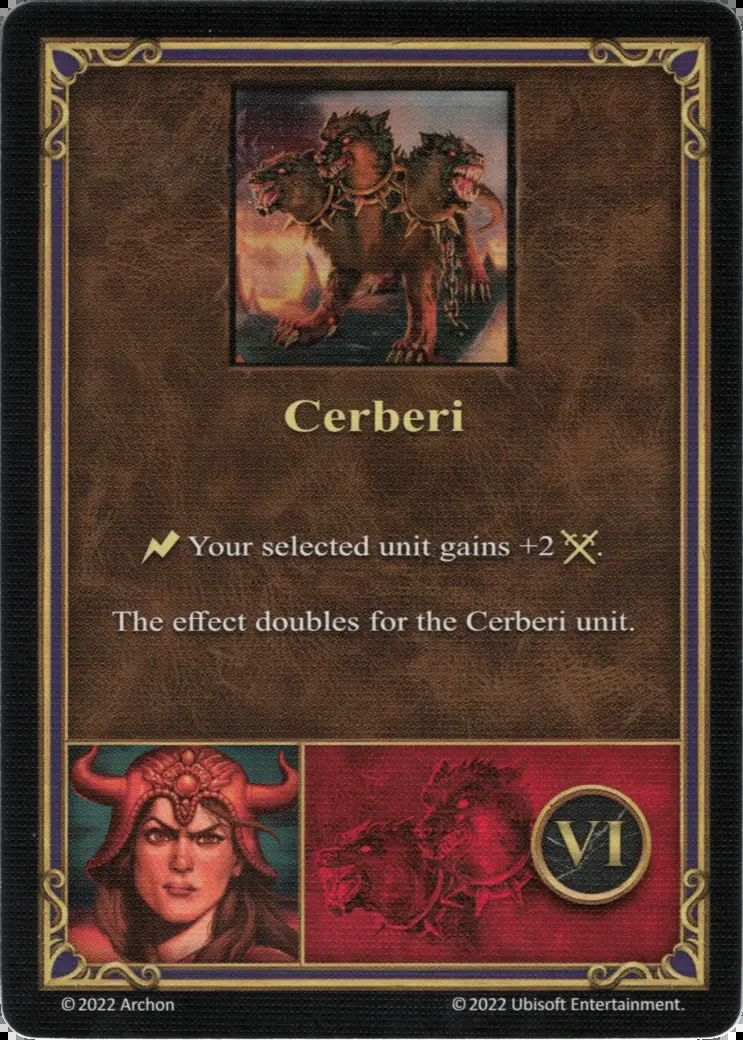 Cerberi
Your selected unit gains +2 .
The effect doubles for the Cerberi unit.
VI
© 2022 Archon
© 2022 Ubisoft Entertainment.